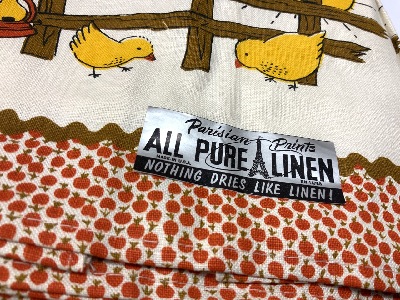 Parisian Prints
ALL PURE LINEN
MADE IN U.S.A.
NOTHING DRIES LIKE LINEN!